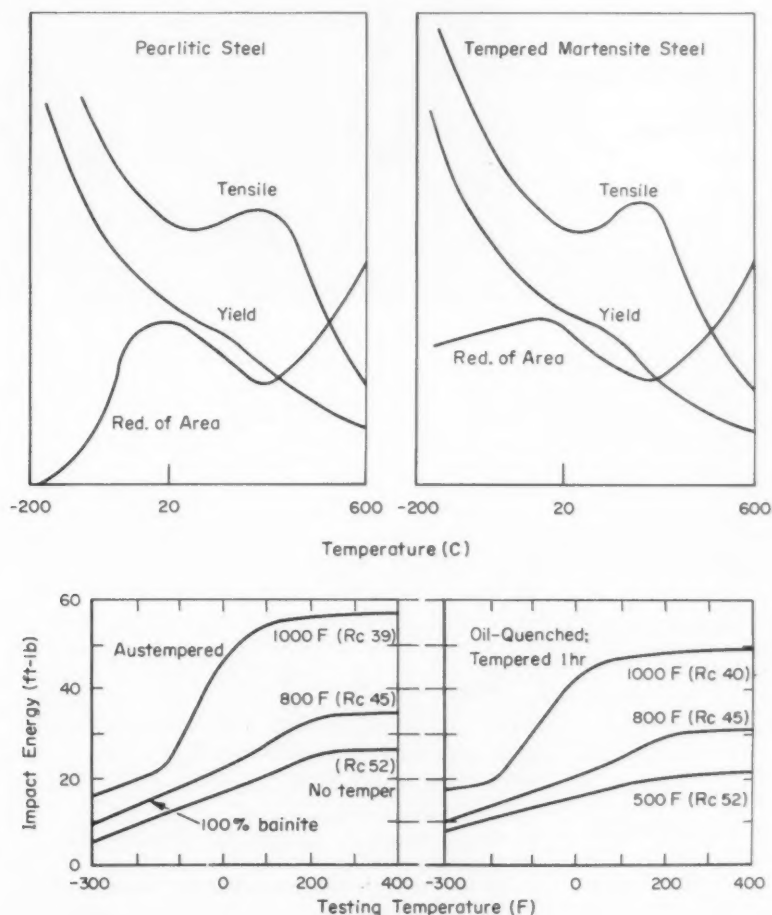 Pearlitic Steel
Tensile
Yield
Red. of Area
-200
20
600
Tempered Martensite Steel
Tensile
Yield
Red. of Area
-200
20
600
Temperature (C)
Impact Energy (ft-lb)
60
40
20
0
Austempered
1000 F (Rc 39)
800 F (Rc 45)
(Rc 52)
No temper
100% bainite
-300
0
200
400
Oil-Quenched;
Tempered 1hr
1000 F (Rc 40)
800 F (Rc 45)
500 F (Rc 52)
-300
0
200
400
Testing Temperature (F)